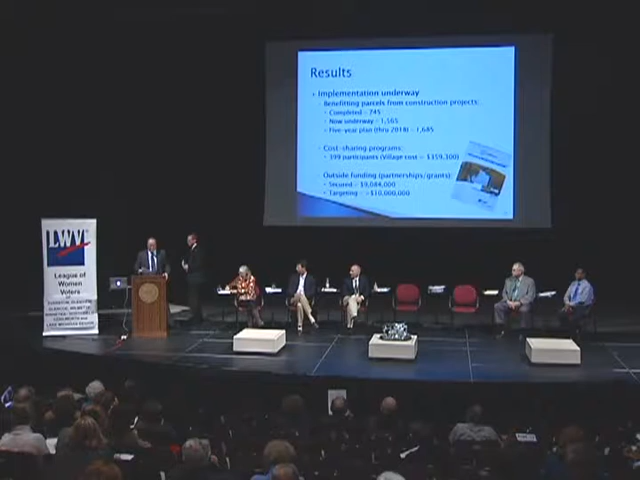 Results
Implementation underway
Benefitting parcels from construction projects:
Completed – 745
Now underway – 1,565
Five-year plan (thru 2018) – 1,685
Cost-sharing programs:
399 participants (Village cost = $359,300)
Outside funding (partnerships/grants):
Secured – $9,084,000
Targeting – ~$10,000,000
LWV
League of
Women
Voters